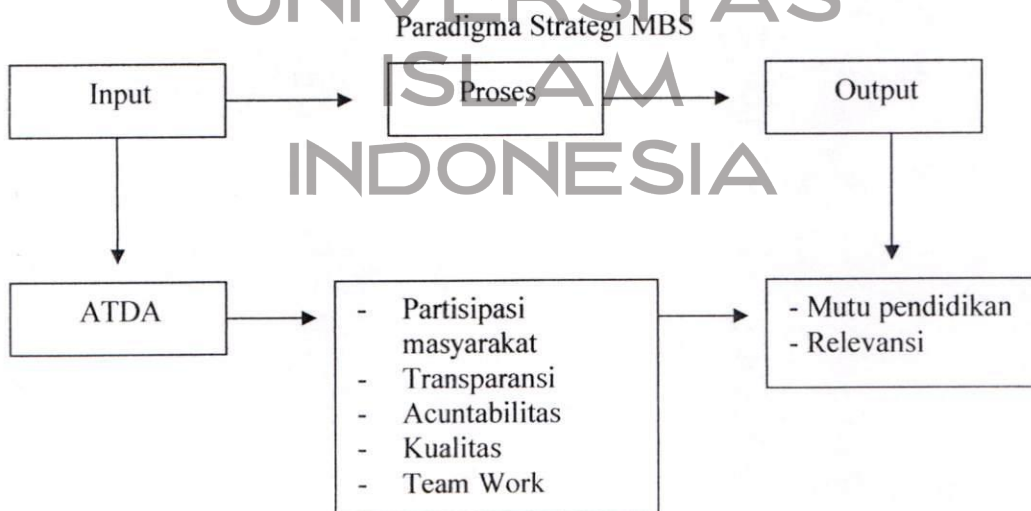 UNIVERSITAS
Paradigma Strategi MBS
ISLAM
Input
Proses
Output
INDONESIA
ATDA
- Partisipasi
masyarakat
- Transparansi
- Acuntabilitas
- Kualitas
- Team Work
- Mutu pendidikan
- Relevansi